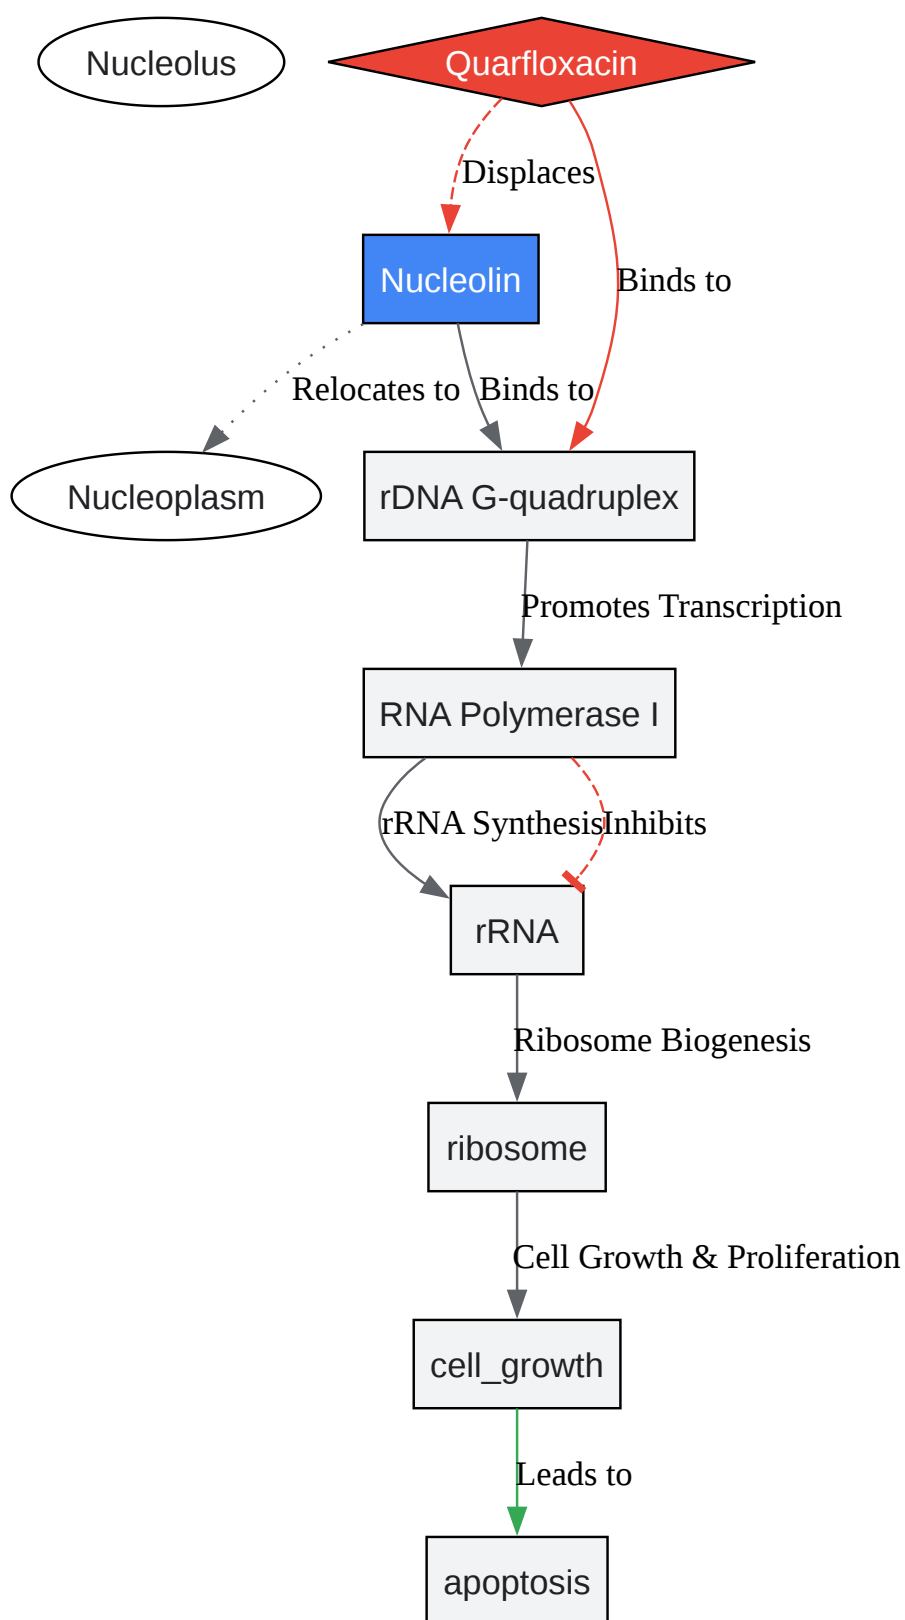 Nucleolus
Quarfloxacin
Displaces
Nucleolin
Binds to
Relocates to
Binds to
Nucleoplasm
rDNA G-quadruplex
Promotes Transcription
RNA Polymerase I
rRNA Synthesis
Inhibits
rRNA
Ribosome Biogenesis
ribosome
Cell Growth & Proliferation
cell_growth
Leads to
apoptosis